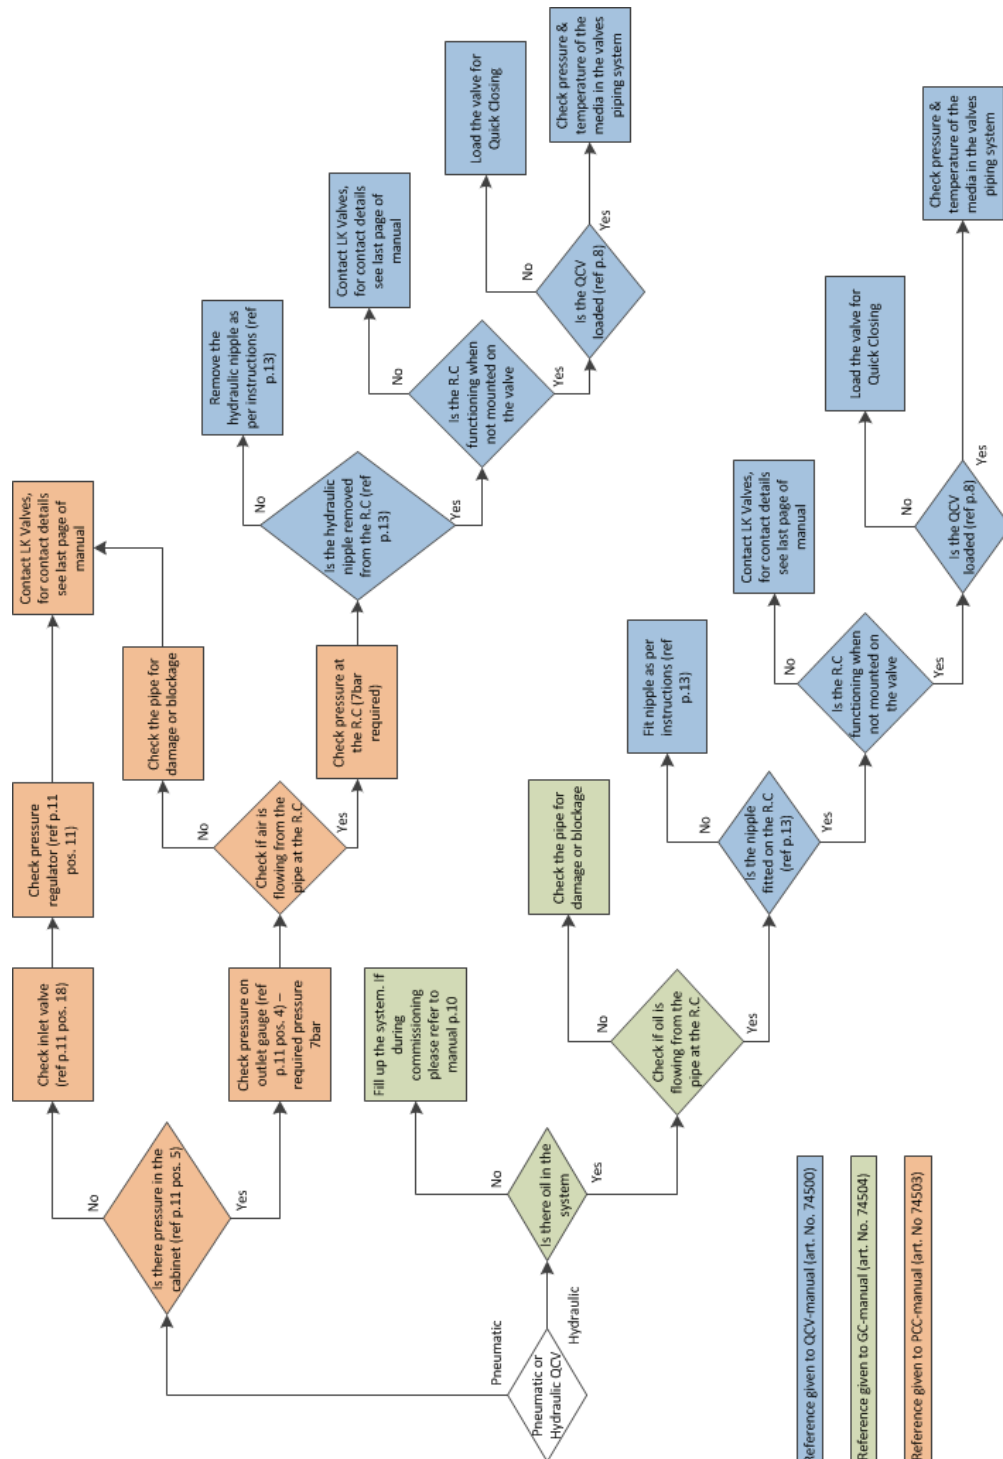 Pneumatic or
Hydraulic QCV
Pneumatic
Hydraulic
Is there pressure in the
cabinet (ref p.11 pos. 5)
No
Yes
Check inlet valve
(ref p.11 pos. 18)
Check pressure
regulator (ref p.11
pos. 11)
Contact LK Valves,
for contact details
see last page of
manual
Check pressure on
outlet gauge (ref
p.11 pos. 4) –
required pressure
7bar
Check if air is
flowing from the
pipe at the R.C
No
Yes
Check the pipe for
damage or blockage
Check pressure at
the R.C (7bar
required)
Is the hydraulic
nipple removed
from the R.C (ref
p.13)
No
Yes
Remove the
hydraulic nipple as
per instructions (ref
p.13)
Is the R.C
functioning when
not mounted on
the valve
No
Yes
Contact LK Valves,
for contact details
see last page of
manual
Is the QCV
loaded (ref p.8)
No
Yes
Load the valve for
Quick Closing
Check pressure &
temperature of the
media in the valves
piping system
Is there oil in the
system
No
Yes
Fill up the system. If
during
commissioning
please refer to
manual p.10
Check if oil is
flowing from the
pipe at the R.C
No
Yes
Check the pipe for
damage or blockage
Is the nipple
fitted on the R.C
(ref p.13)
No
Yes
Fit nipple as per
instructions (ref
p.13)
Is the R.C
functioning when
not mounted on
the valve
No
Yes
Contact LK Valves,
for contact details
see last page of
manual
Is the QCV
loaded (ref p.8)
No
Yes
Load the valve for
Quick Closing
Check pressure &
temperature of the
media in the valves
piping system
Reference given to QCV-manual (art. No. 74500)
Reference given to GC-manual (art. No. 74504)
Reference given to PCC-manual (art. No 74503)